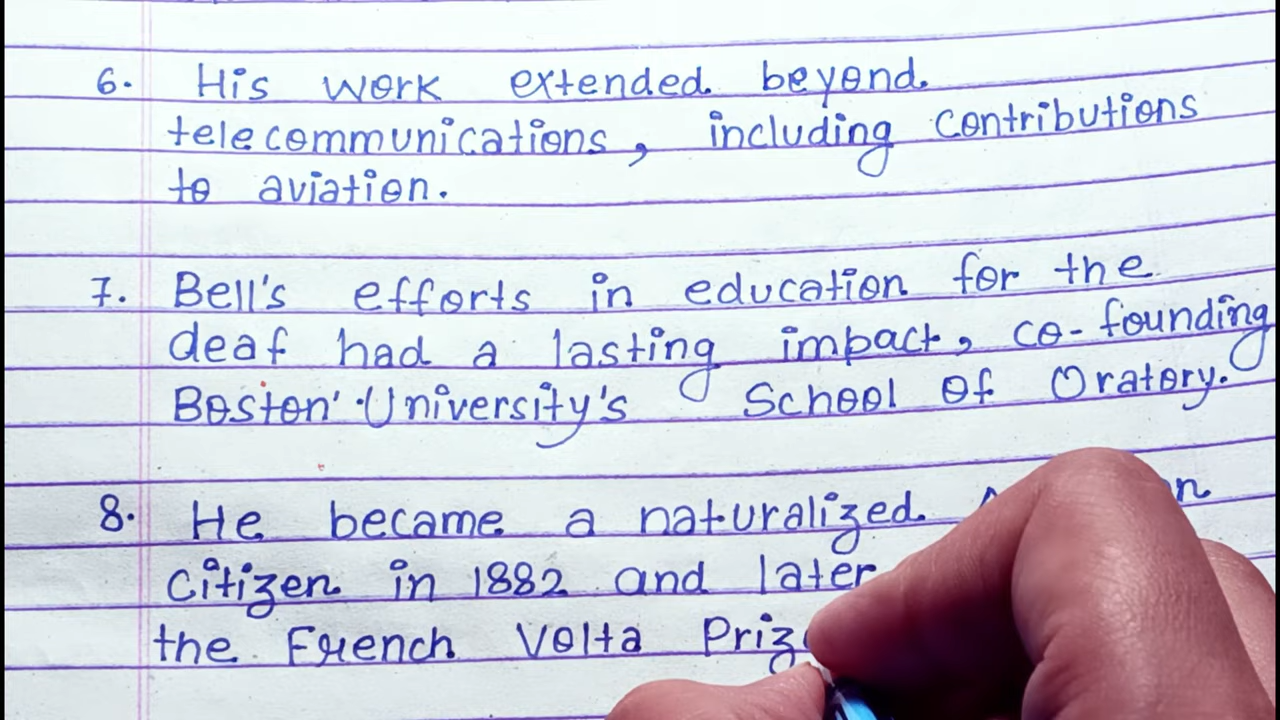 6. His work extended beyond
telecommunications, including contributions
to aviation.
7. Bell's efforts in education for the
deaf had a lasting impact, co-founding
Boston University's School of Oratory.
8. He became a naturalized
citizen in 1882 and later
the French Volta